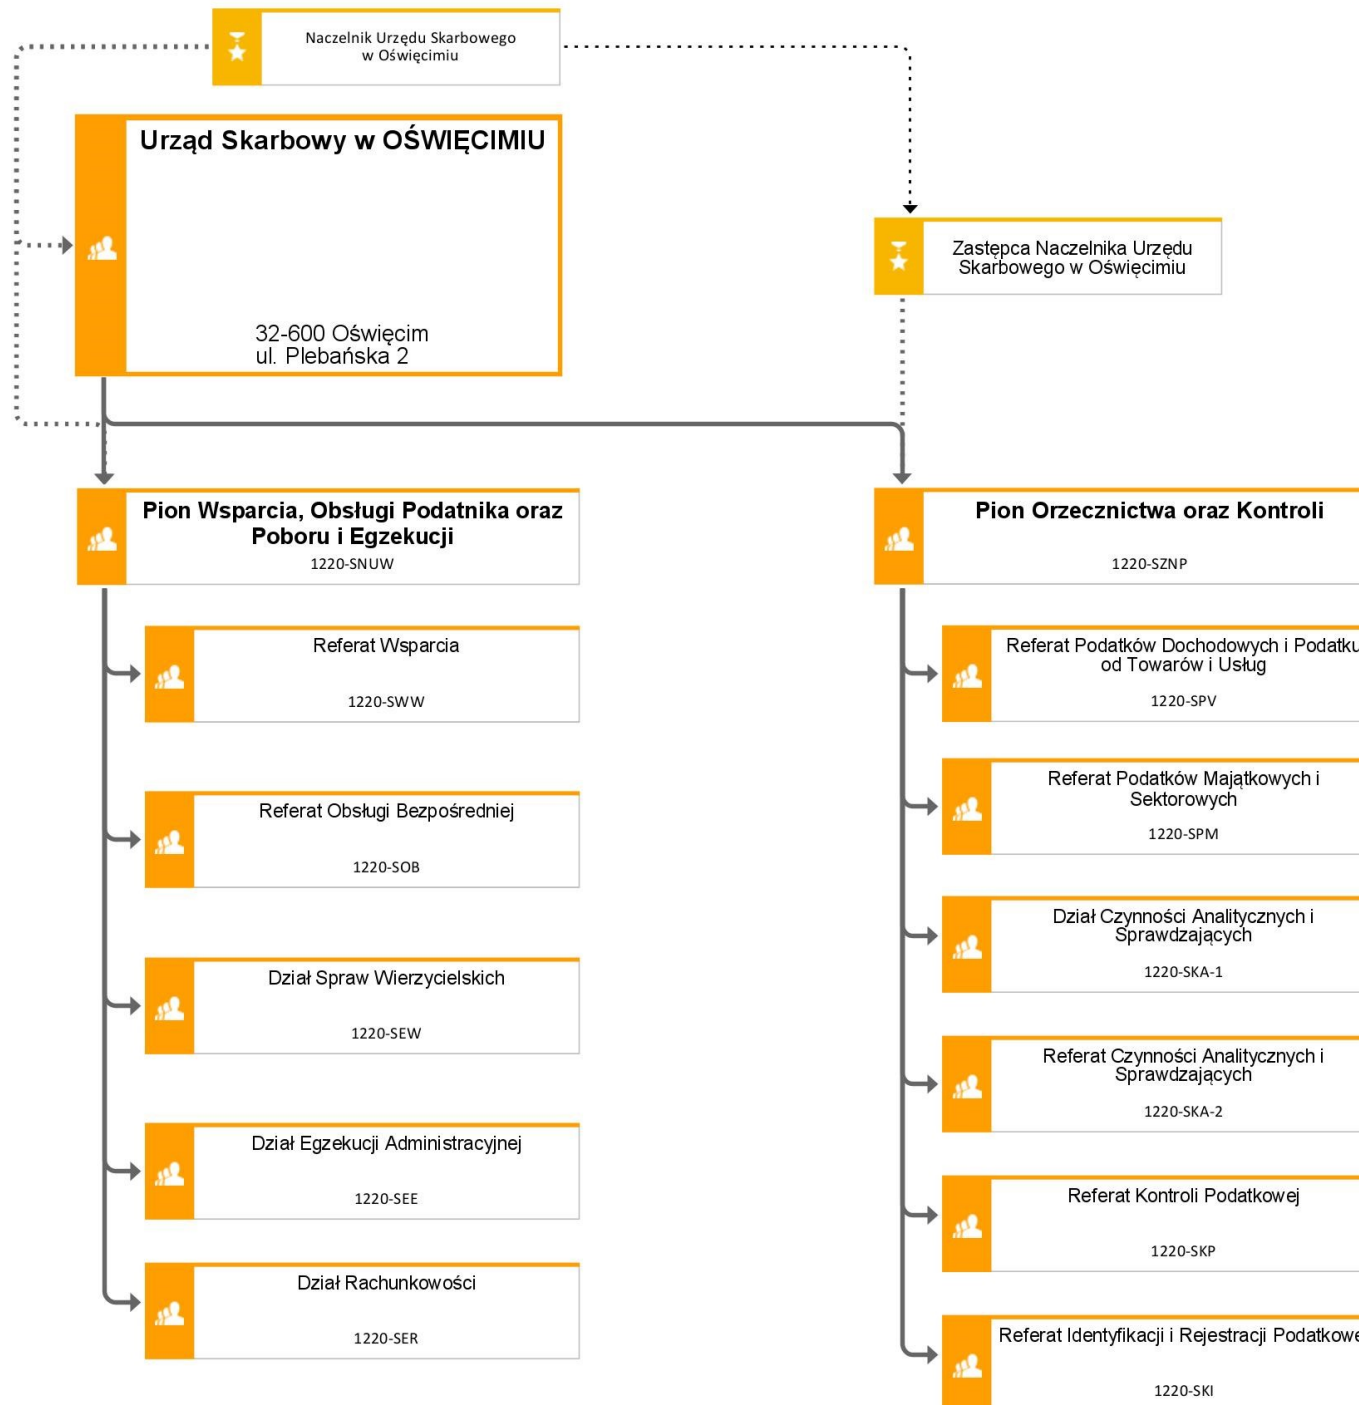 Naczelnik Urzędu Skarbowego
w Oświęcimiu
Urząd Skarbowy w OŚWIĘCIMIU
32-600 Oświęcim
ul. Plebańska 2
Zastępca Naczelnika Urzędu
Skarbowego w Oświęcimiu
Pion Wsparcia, Obsługi Podatnika oraz
Poboru i Egzekucji
1220-SNUW
Referat Wsparcia
1220-SWW
Referat Obsługi Bezpośredniej
1220-SOB
Dział Spraw Wierzycielskich
1220-SEW
Dział Egzekucji Administracyjnej
1220-SEE
Dział Rachunkowości
1220-SER
Pion Orzecznictwa oraz Kontroli
1220-SZNP
Referat Podatków Dochodowych i Podatku
od Towarów i Usług
1220-SPV
Referat Podatków Majątkowych i
Sektorowych
1220-SPM
Dział Czynności Analitycznych i
Sprawdzających
1220-SKA-1
Referat Czynności Analitycznych i
Sprawdzających
1220-SKA-2
Referat Kontroli Podatkowej
1220-SKP
Referat Identyfikacji i Rejestracji
1220-SKI